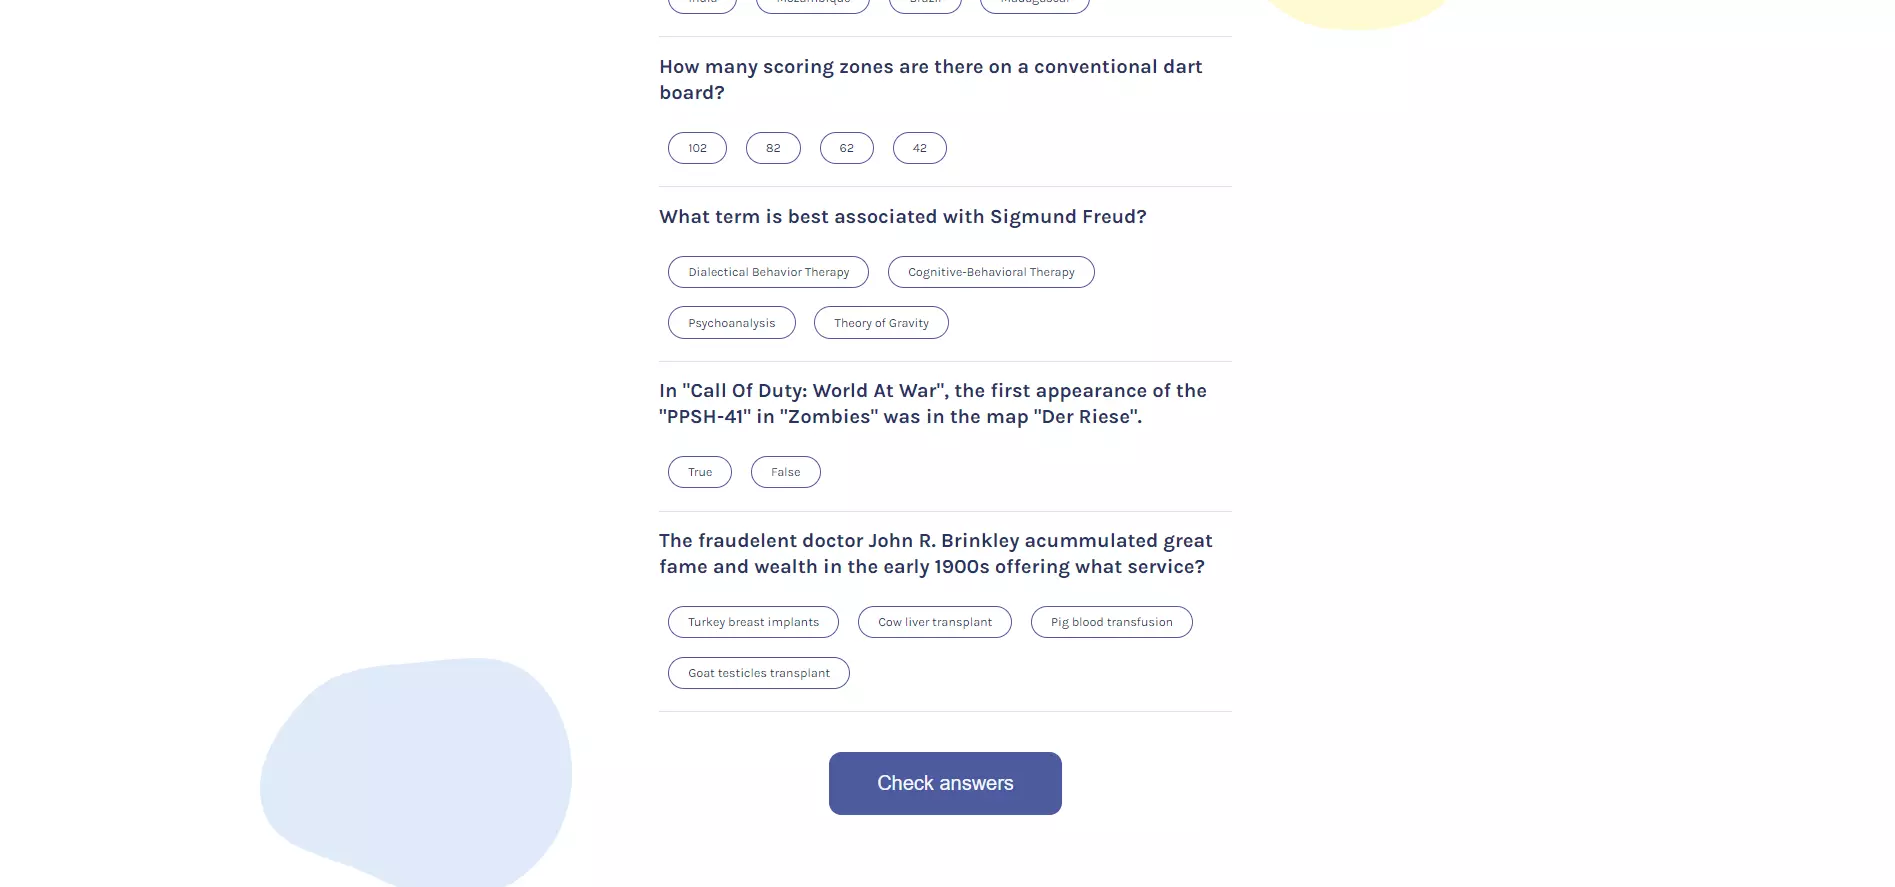 India Mozambique Brazil Madagascar
How many scoring zones are there on a conventional dart
board?
102 82 62 42
What term is best associated with Sigmund Freud?
Dialectical Behavior Therapy Cognitive-Behavioral Therapy
Psychoanalysis Theory of Gravity
In "Call Of Duty: World At War", the first appearance of the
"PPSH-41" in "Zombies" was in the map "Der Riese".
True False
The fraudelent doctor John R. Brinkley acummulated great
fame and wealth in the early 1900s offering what service?
Turkey breast implants Cow liver transplant Pig blood transfusion
Goat testicles transplant
Check answers